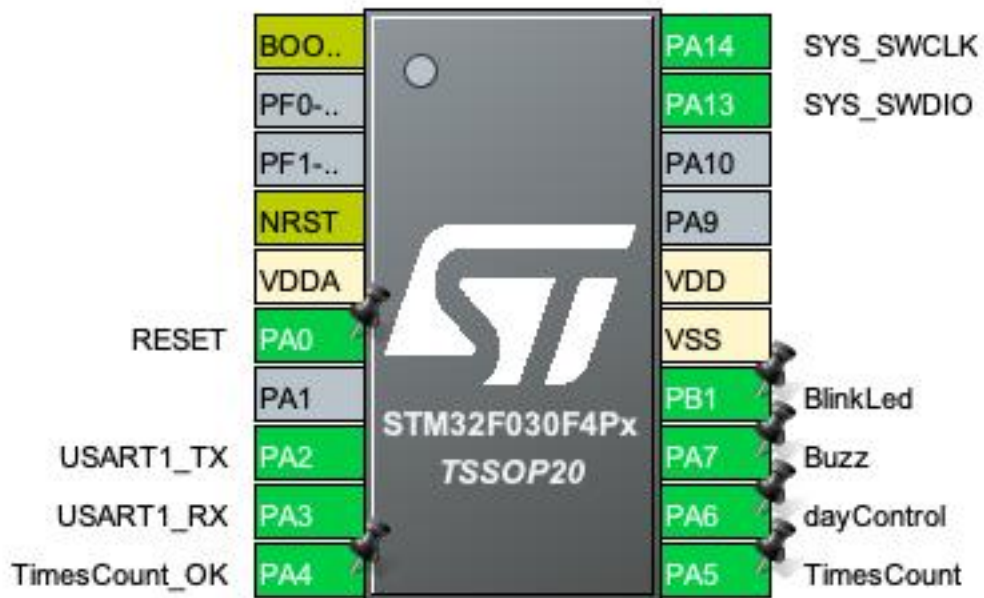 BOO.. PA14 SYS_SWCLK
PF0-.. PA13 SYS_SWDIO
PF1-.. PA10
NRST PA9
VDDA VDD
RESET PA0 VSS
PA1 PB1 BlinkLed
STM32F030F4Px
USART1_TX PA2 PA7 Buzz
TSSOP20
USART1_RX PA3 PA6 dayControl
TimesCount_OK PA4 PA5 TimesCount
ST